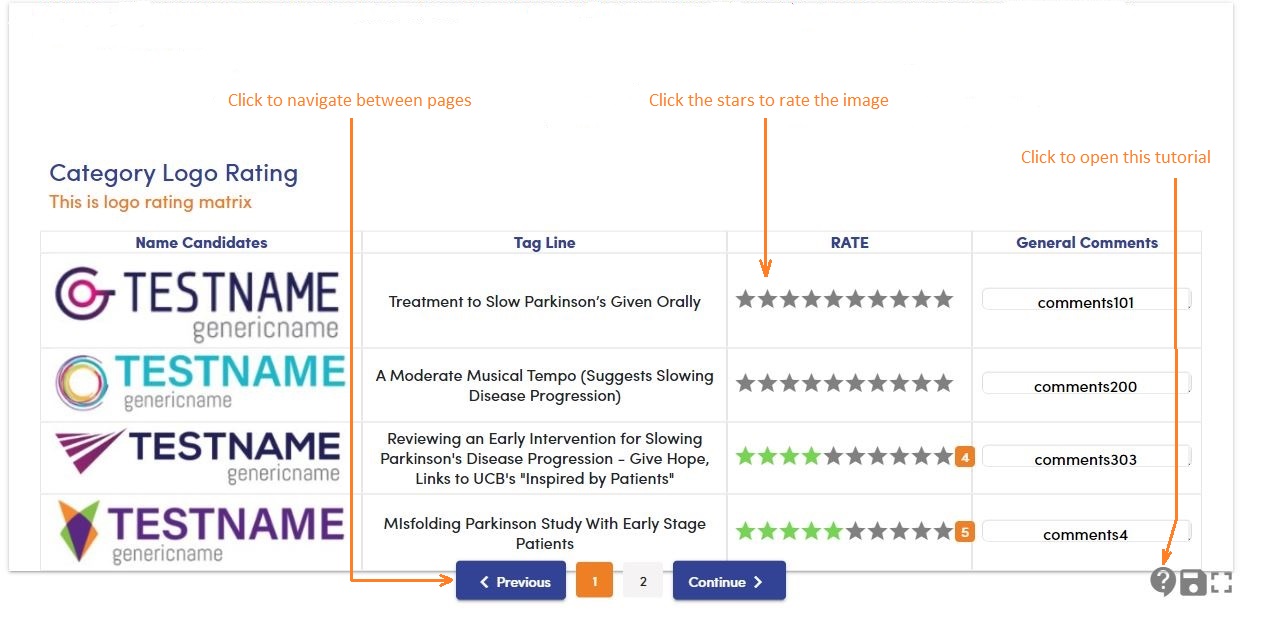 Click to navigate between pages
Click the stars to rate the image
Click to open this tutorial
Category Logo Rating
This is logo rating matrix
Name Candidates
Tag Line
RATE
General Comments
TESTNAME
genericname
Treatment to Slow Parkinson's Given Orally
comments101
TESTNAME
genericname
A Moderate Musical Tempo (Suggests Slowing
Disease Progression)
comments200
TESTNAME
genericname
Reviewing an Early Intervention for Slowing
Parkinson's Disease Progression - Give Hope,
Links to UCB's "Inspired by Patients"
4
comments303
TESTNAME
genericname
MIsfolding Parkinson Study With Early Stage
Patients
5
comments4
Previous
1
2
Continue
?